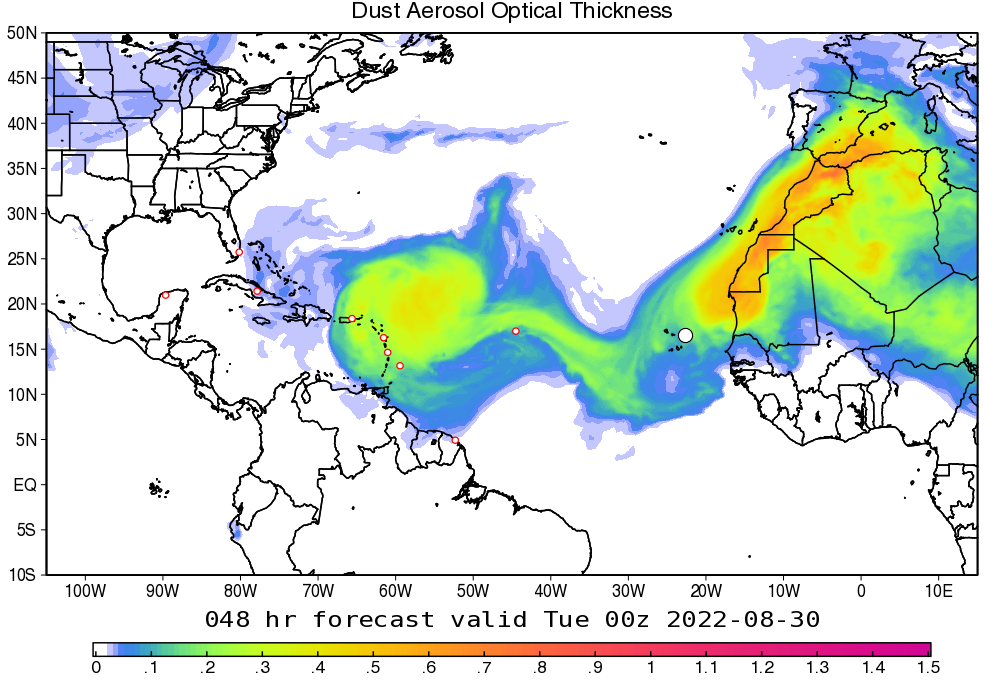 Dust Aerosol Optical Thickness
50N
45N
40N
35N
30N
25N
20N
15N
10N
5N
EQ
5S
10S
100W 90W 80W 70W 60W 50W 40W 30W 20W 10W 0 10E
048 hr forecast valid Tue 00z 2022-08-30
0 .1 .2 .3 .4 .5 .6 .7 .8 .9 1 1.1 1.2 1.3 1.4 1.5